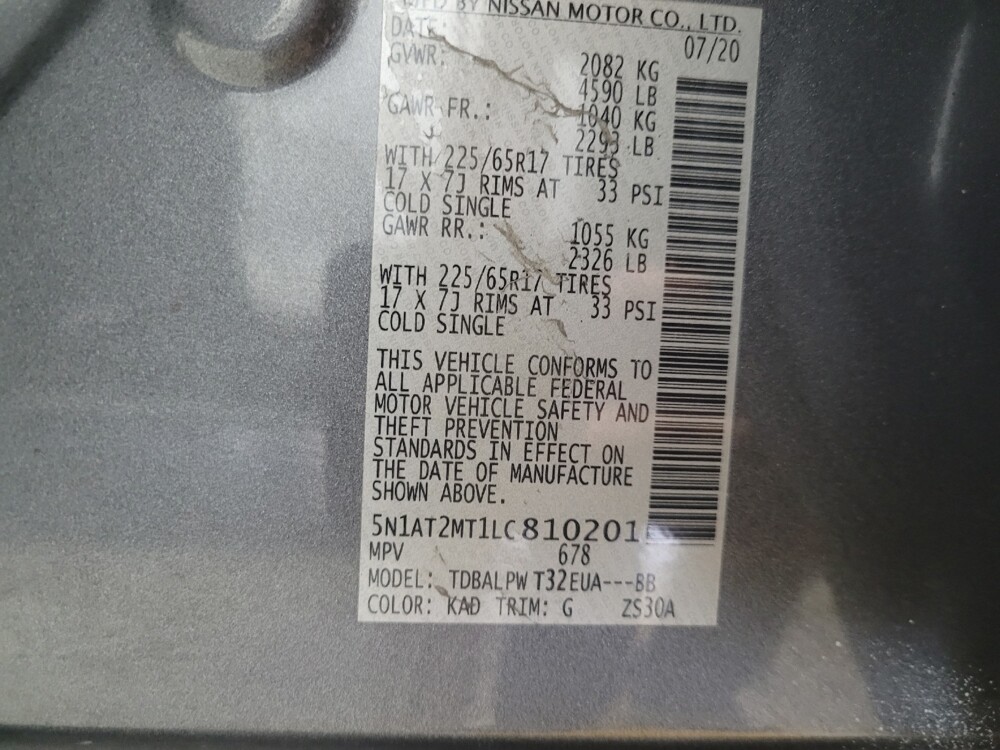 MFD BY NISSAN MOTOR CO., LTD.
DATE: 07/20
GVWR: 2082 KG
4590 LB
GAWR FR.: 1040 KG
2293 LB
WITH 225/65R17 TIRES
17 X 7J RIMS AT 33 PSI
COLD SINGLE
GAWR RR.: 1055 KG
2326 LB
WITH 225/65R17 TIRES
17 X 7J RIMS AT 33 PSI
COLD SINGLE
THIS VEHICLE CONFORMS TO
ALL APPLICABLE FEDERAL
MOTOR VEHICLE SAFETY AND
THEFT PREVENTION
STANDARDS IN EFFECT ON
THE DATE OF MANUFACTURE
SHOWN ABOVE.
5N1AT2MT1LC810201
MPV 678
MODEL: TDBALPW T32EUA---BB
COLOR: KAD TRIM: G ZS30A